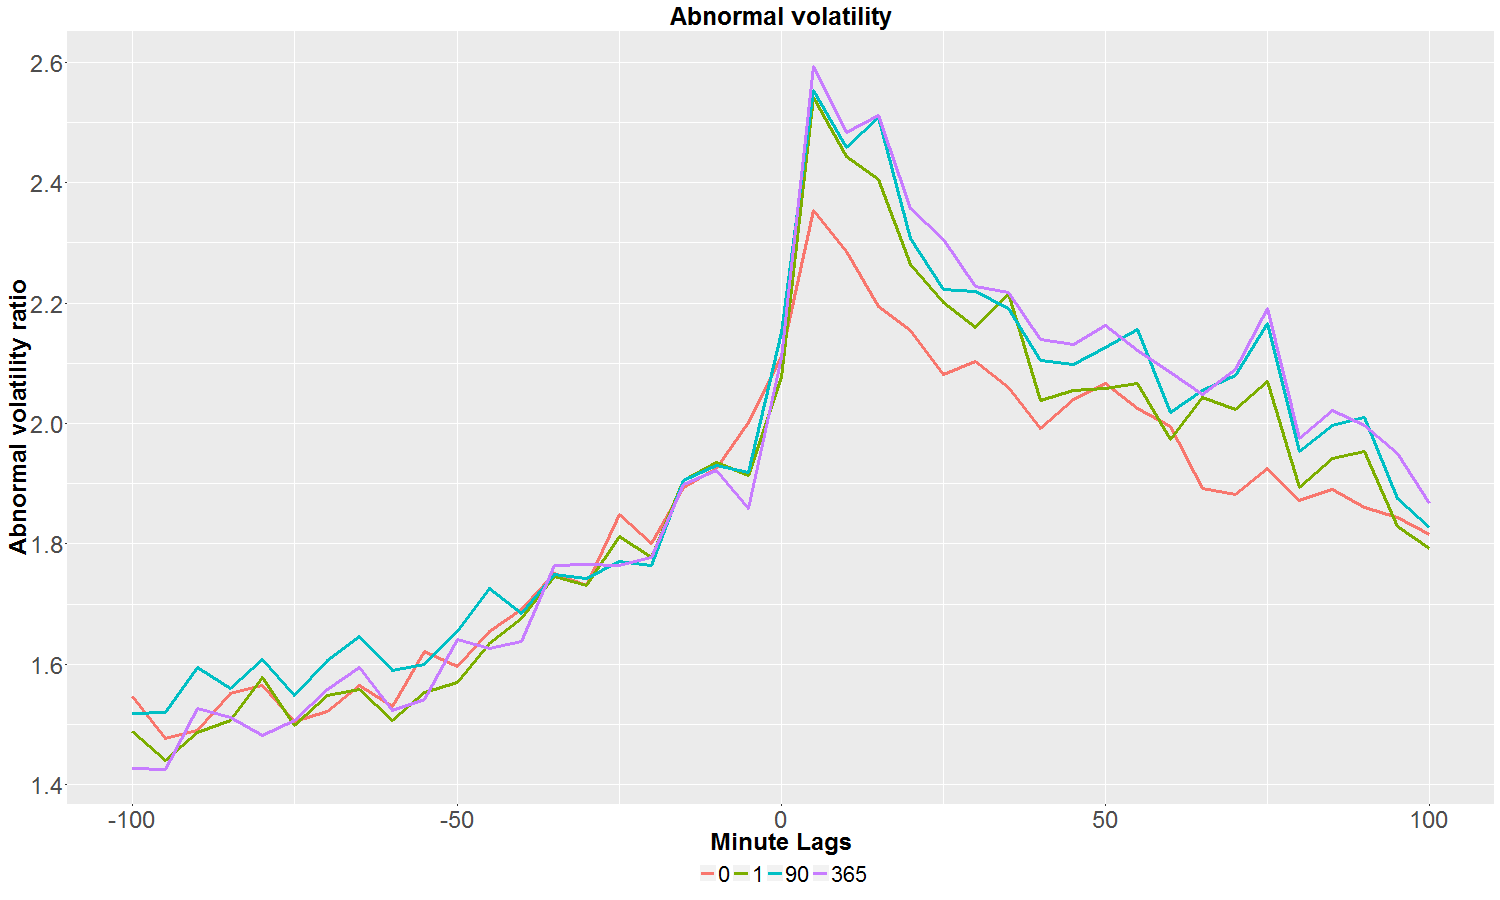 Abnormal volatility
Abnormal volatility ratio
2.6
2.4
2.2
2.0
1.8
1.6
1.4
-100 -50 0 50 100
Minute Lags
0 1 90 365